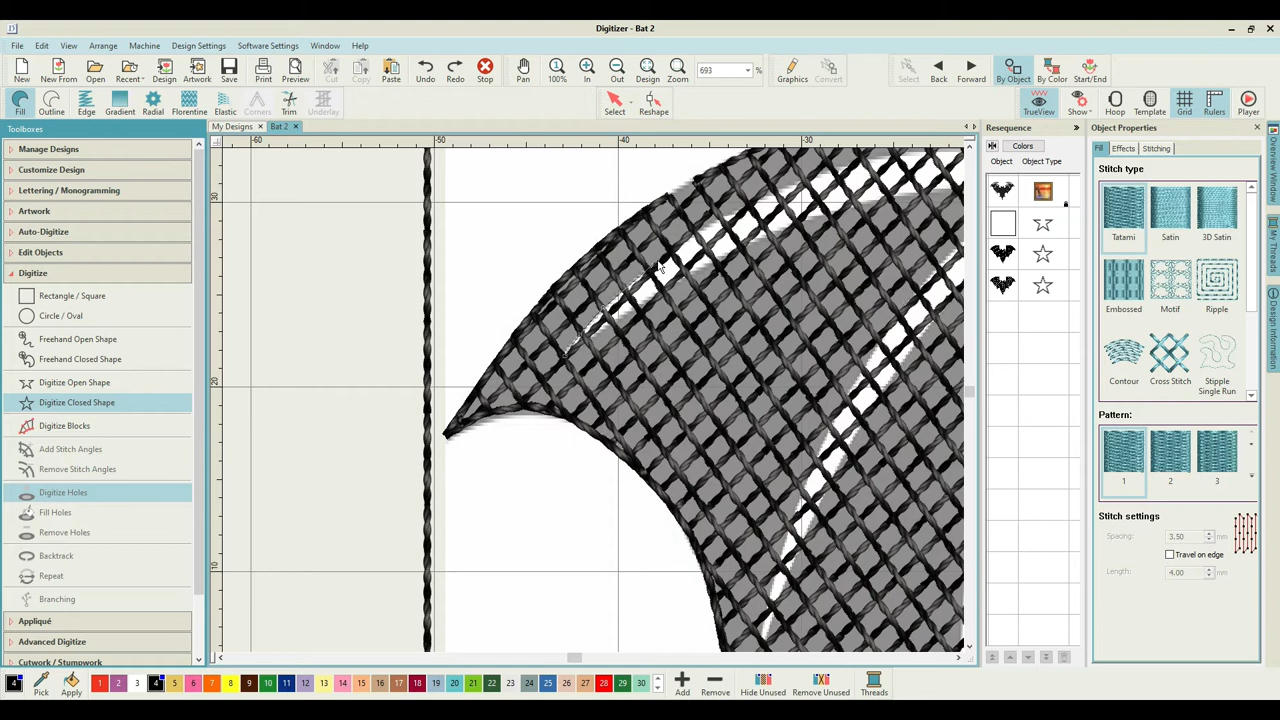 Digitizer - Bat 2
File Edit View Arrange Machine Design Settings Software Settings Window Help
New New From Open Recent Design Artwork Save Print Preview Cut Copy Paste Undo Redo Stop Pan 100% In Out Design Zoom 693 % Graphics Convert Select Back Forward By Object By Color Start/End
Fill Outline Edge Gradient Radial Florentine Elastic Corners Trim Underlay Select Reshape TrueView Show Hoop Template Grid Rulers Player
Toolboxes
Manage Designs
Customize Design
Lettering / Monogramming
Artwork
Auto-Digitize
Edit Objects
Digitize
Rectangle / Square
Circle / Oval
Freehand Open Shape
Freehand Closed Shape
Digitize Open Shape
Digitize Closed Shape
Digitize Blocks
Add Stitch Angles
Remove Stitch Angles
Digitize Holes
Fill Holes
Remove Holes
Backtrack
Repeat
Branching
Appliqué
Advanced Digitize
Cutwork / Stumpwork
My Designs Bat 2
-60 -50 -40 -30
30
20
10
Resequence
Colors
Object Object Type
Object Properties
Fill Effects Stitching
Stitch type
Tatami Satin 3D Satin
Embossed Motif Ripple
Contour Cross Stitch Stipple Single Run
Pattern:
1 2 3
Stitch settings
Spacing: 3.50 mm
Travel on edge
Length: 4.00 mm
Overview Window
My Threads
Design Information
4 Pick Apply 1 2 3 4 5 6 7 8 9 10 11 12 13 14 15 16 17 18 19 20 21 22 23 24 25 26 27 28 29 30 Add Remove Hide Unused Remove Unused Threads